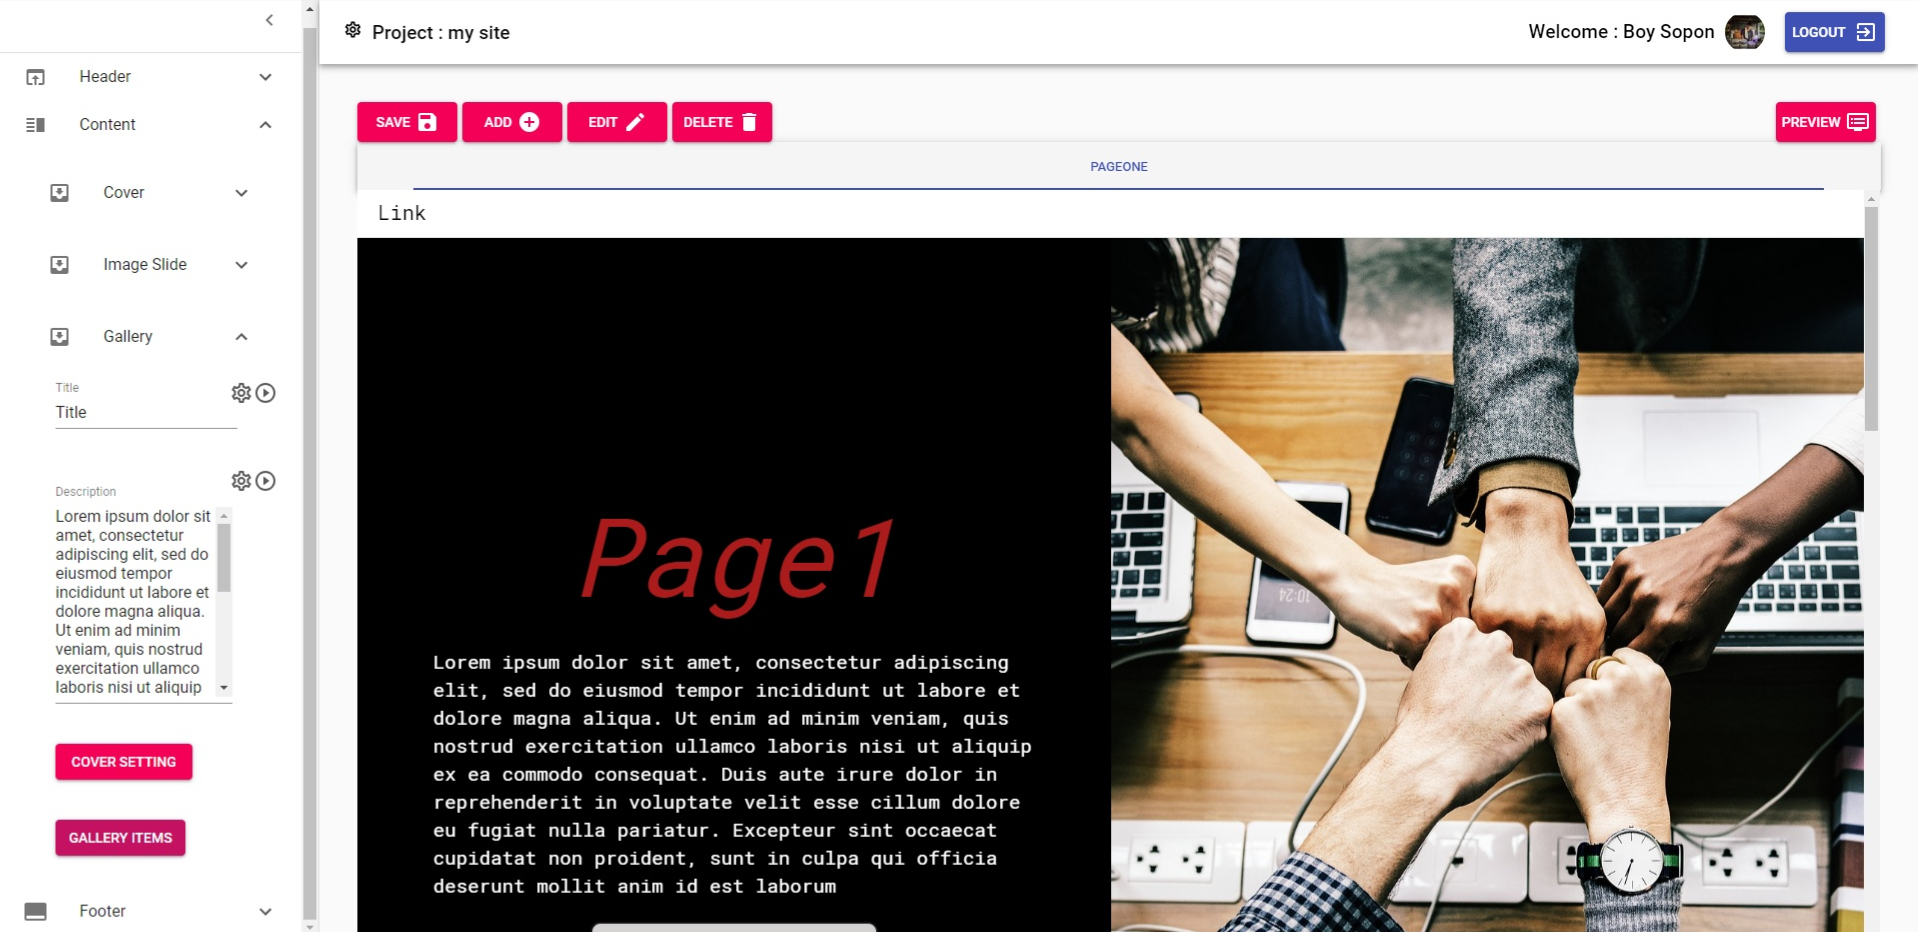 Project : my site
Welcome : Boy Sopon
LOGOUT
Header
Content
Cover
Image Slide
Gallery
Title
Title
Description
Lorem ipsum dolor sit
amet, consectetur
adipiscing elit, sed do
eiusmod tempor
incididunt ut labore et
dolore magna aliqua.
Ut enim ad minim
veniam, quis nostrud
exercitation ullamco
laboris nisi ut aliquip
COVER SETTING
GALLERY ITEMS
Footer
SAVE
ADD
EDIT
DELETE
PREVIEW
PAGEONE
Link
Page1
Lorem ipsum dolor sit amet, consectetur adipiscing
elit, sed do eiusmod tempor incididunt ut labore et
dolore magna aliqua. Ut enim ad minim veniam, quis
nostrud exercitation ullamco laboris nisi ut aliquip
ex ea commodo consequat. Duis aute irure dolor in
reprehenderit in voluptate velit esse cillum dolore
eu fugiat nulla pariatur. Excepteur sint occaecat
cupidatat non proident, sunt in culpa qui officia
deserunt mollit anim id est laborum
10:24